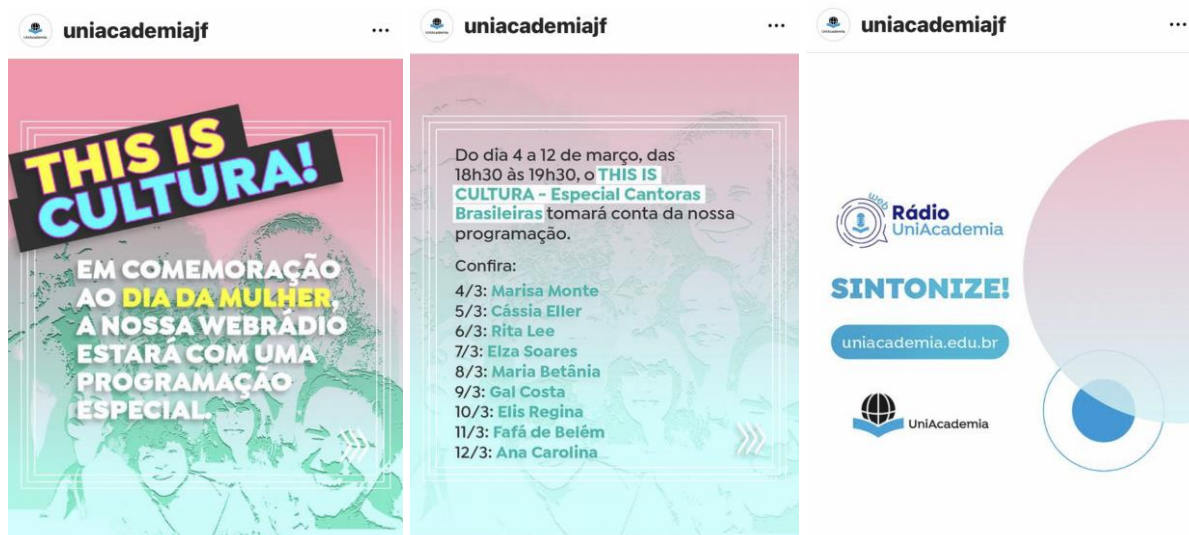 uniacademiajf
THIS IS
CULTURA!
EM COMEMORAÇÃO
AO DIA DA MULHER,
A NOSSA WEBRÁDIO
ESTARÁ COM UMA
PROGRAMAÇÃO
ESPECIAL.
uniacademiajf
Do dia 4 a 12 de março, das
18h30 às 19h30, o THIS IS
CULTURA - Especial Cantoras
Brasileiras tomará conta da nossa
programação.
Confira:
4/3: Marisa Monte
5/3: Cássia Eller
6/3: Rita Lee
7/3: Elza Soares
8/3: Maria Betânia
9/3: Gal Costa
10/3: Elis Regina
11/3: Fafá de Belém
12/3: Ana Carolina
uniacademiajf
web
Rádio
UniAcademia
SINTONIZE!
uniacademia.edu.br
UniAcademia